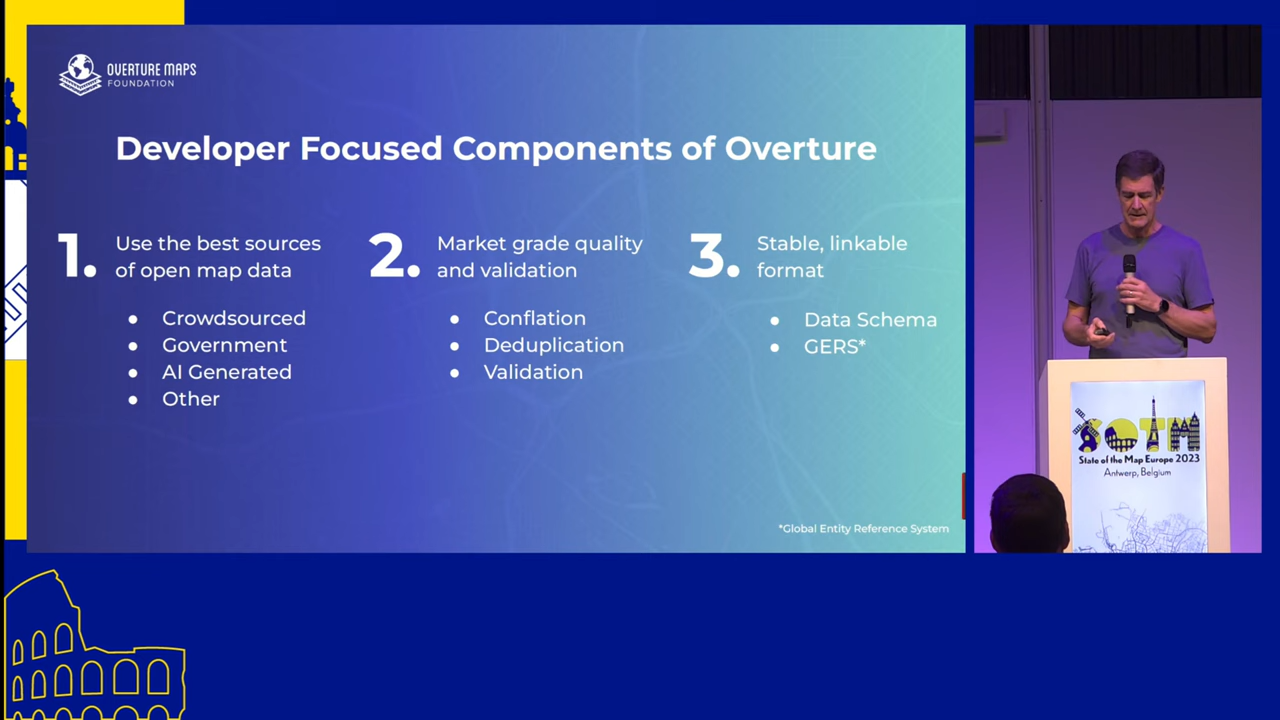 OVERTURE MAPS
FOUNDATION
Developer Focused Components of Overture
1. Use the best sources
of open map data
● Crowdsourced
● Government
● AI Generated
● Other
2. Market grade quality
and validation
● Conflation
● Deduplication
● Validation
3. Stable, linkable
format
● Data Schema
● GERS*
*Global Entity Reference System
SOTM
State of the Map Europe 2023
Antwerp, Belgium